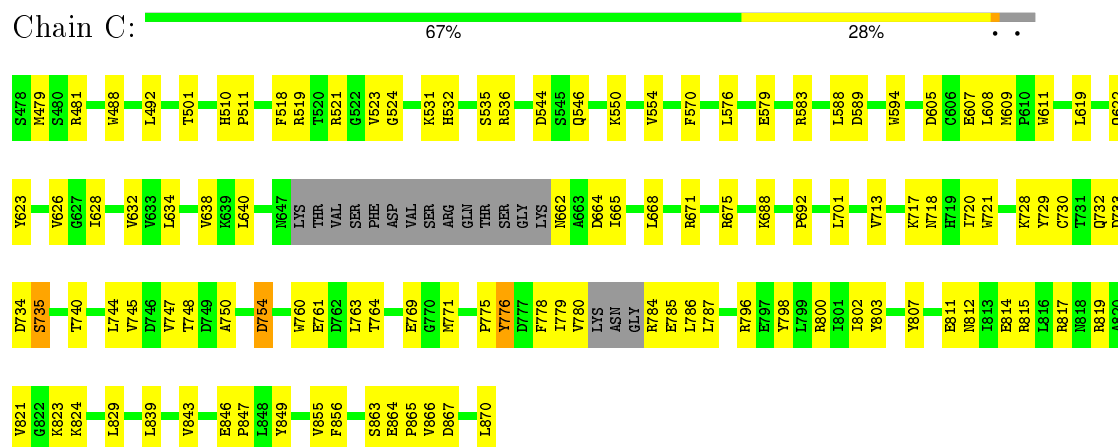 Chain C:
67% 28% • •
S478 M479 S480 R481 W488 L492 T501 H510 P511 F518 R519 T520 R521 G522 V523 G524 K531 H532 S535 R536 D544 S545 Q546 K550 V554 F570 L576 E579 R583 L588 D589 W594 D605 C606 E607 L608 M609 P610 W611 L619
Y623 V626 G627 I628 V632 V633 L634 V638 K639 L640 N647 LYS THR VAL SER PHE ASP VAL SER ARG GLN THR SER GLY LYS N662 A663 D664 I665 L668 R671 R675 K688 P692 L701 V713 K717 N718 H719 I720 W721 K728 Y729 C730 T731 Q732
D734 S735 T740 L744 V745 D746 V747 T748 D749 A750 D754 W760 E761 D762 L763 T764 E769 G770 M771 P775 Y776 D777 F778 I779 V780 LYS ASN GLY R784 E785 L786 L787 R796 E797 Y798 L799 R800 I801 I802 Y803 Y807 E811 N812 I813 E814 R815 L816 R817 N818 R819 A820
V821 G822 K823 K824 L829 L839 V843 E846 P847 L848 Y849 V855 F856 S863 E864 P865 V866 D867 L870